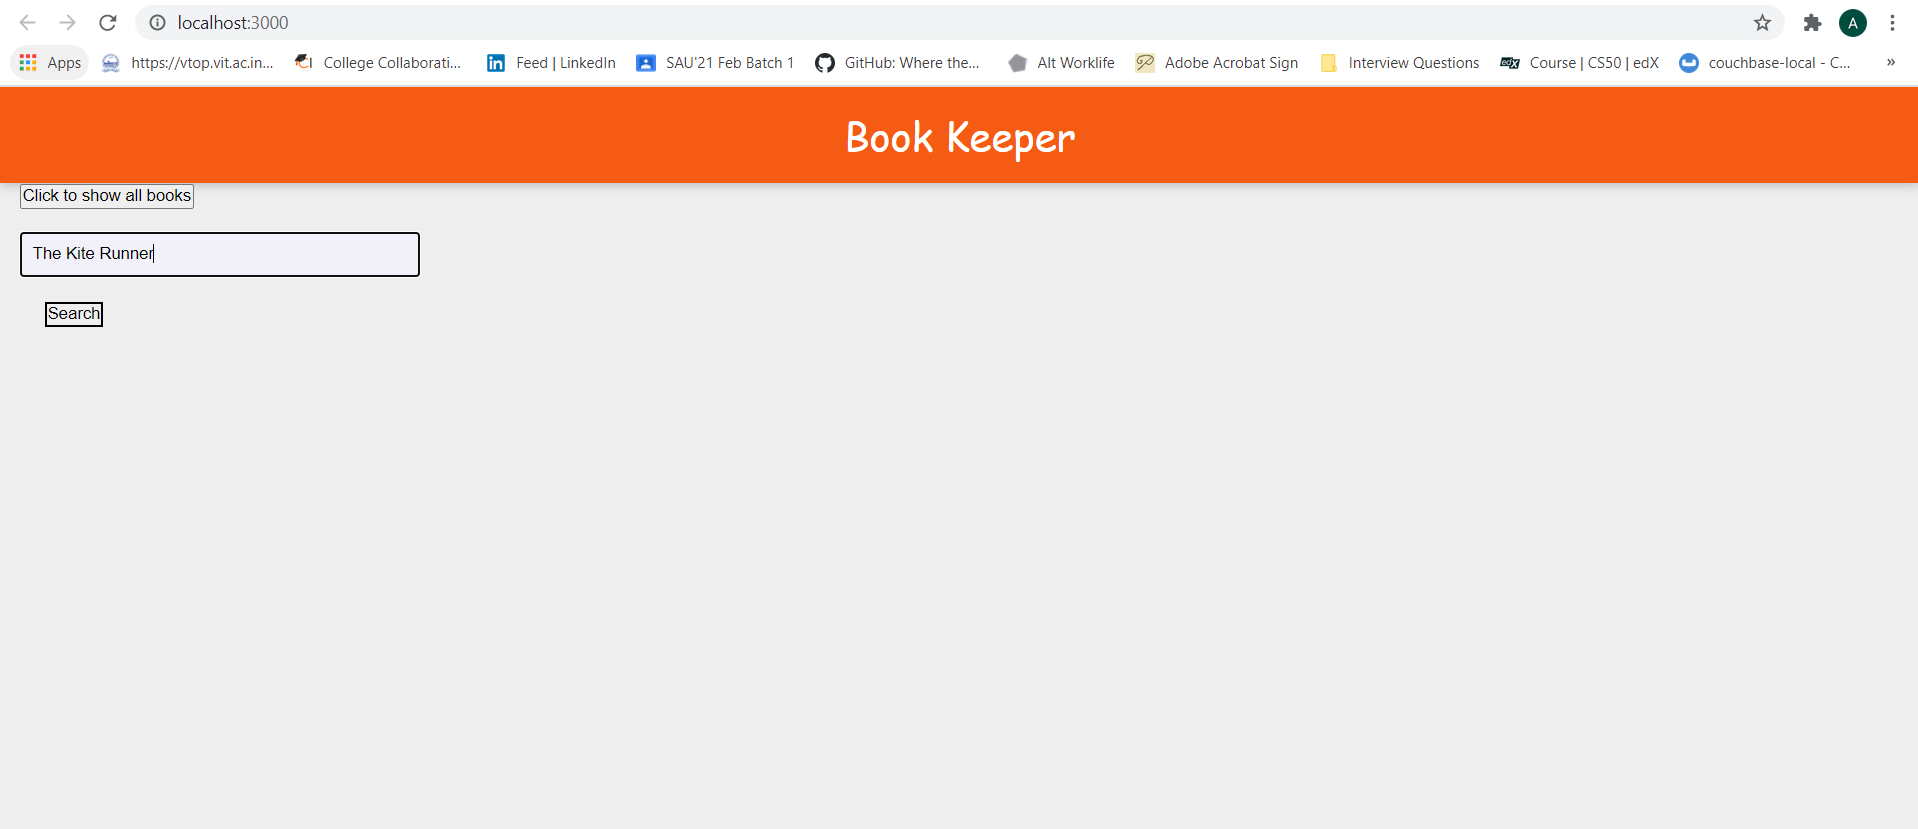 localhost:3000
A
Apps https://vtop.vit.ac.in... College Collaborati... Feed | LinkedIn SAU'21 Feb Batch 1 GitHub: Where the... Alt Worklife Adobe Acrobat Sign Interview Questions edX Course | CS50 | edX couchbase-local - C... »
Book Keeper
Click to show all books
The Kite Runner
Search